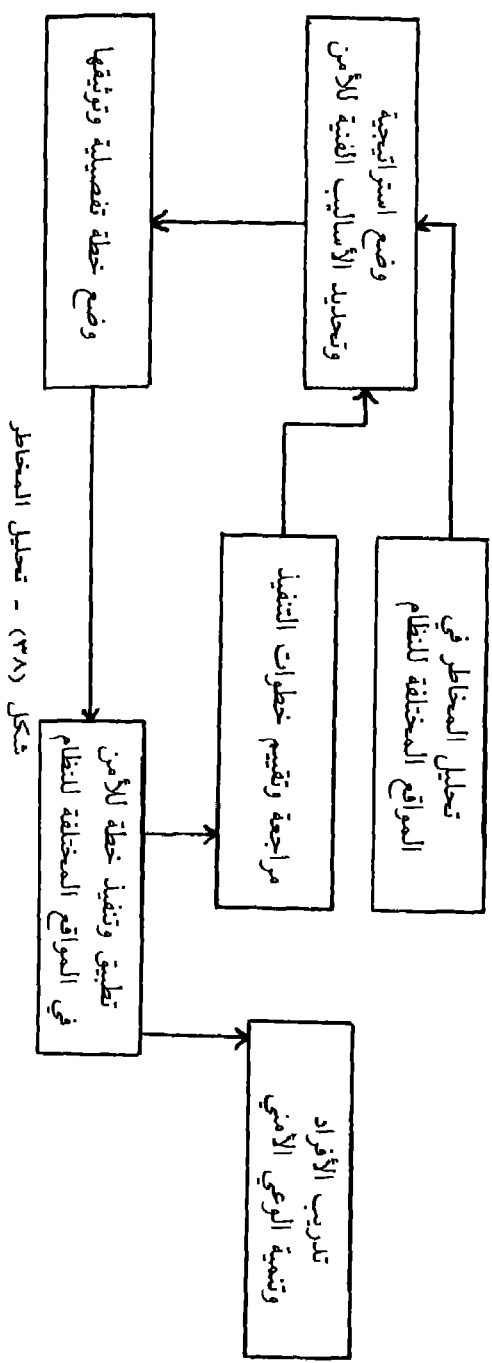 تحليل المخاطر في
المواقع المختلفة للنظام
وضع استراتيجية
وتحديد الأساليب الفنية للأمن
مراجعة وتقييم خطوات التنفيذ
وضع خطة تفصيلية وتوثيقها
تطبيق وتنفيذ خطة للأمن
في المواقع المختلفة للنظام
تدريب الأفراد
وتنمية الوعي الأمني
شكل (٣٨) - تحليل المخاطر